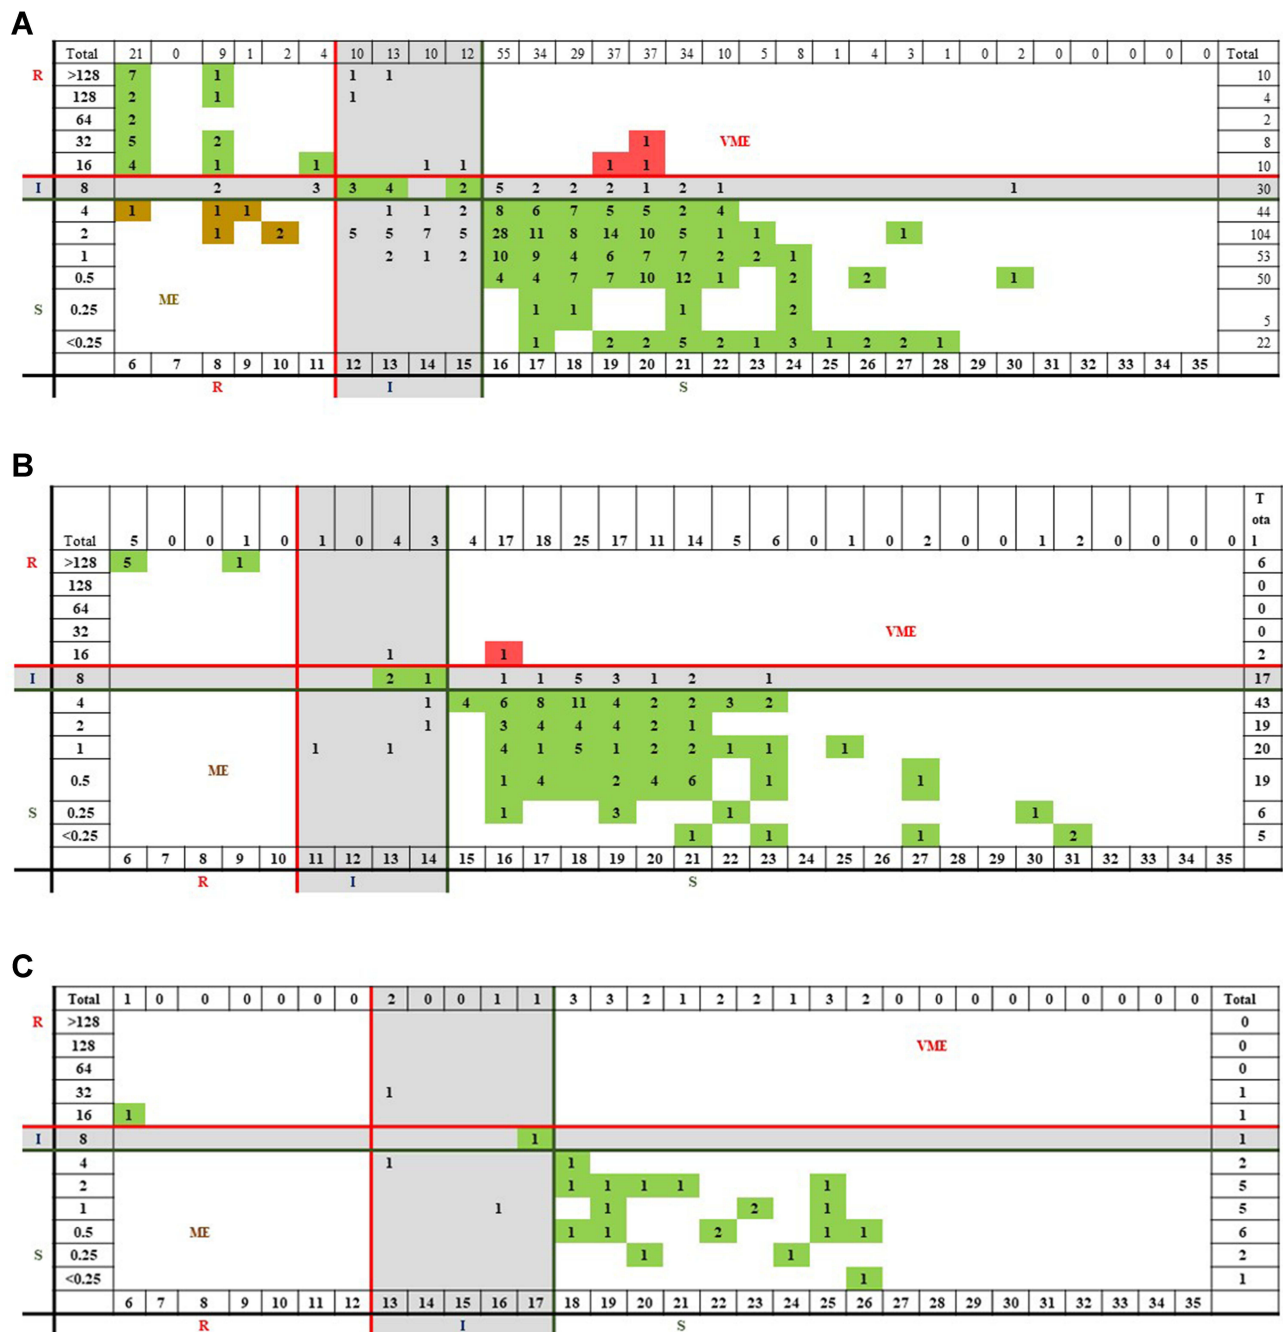 A
Total 21 0 9 1 2 4 10 13 10 12 55 34 29 37 37 34 10 5 8 1 4 3 1 0 2 0 0 0 0 0 Total
R >128 7 1 1 1 10
128 2 1 1 4
64 2 2
32 5 2 1 VME 8
16 4 1 1 1 1 1 1 10
I 8 2 3 3 4 2 5 2 2 2 1 2 1 1 30
4 1 1 1 1 1 2 8 6 7 5 5 2 4 44
2 1 2 5 5 7 5 28 11 8 14 10 5 1 1 1 104
1 2 1 2 10 9 4 6 7 7 2 2 1 53
0.5 4 4 7 7 10 12 1 2 2 1 50
S 0.25 ME 1 1 1 2 5
<0.25 1 2 2 5 2 1 3 1 2 2 1 22
6 7 8 9 10 11 12 13 14 15 16 17 18 19 20 21 22 23 24 25 26 27 28 29 30 31 32 33 34 35
R I S
B
T
ota
Total 5 0 0 1 0 1 0 4 3 4 17 18 25 17 11 14 5 6 0 1 0 2 0 0 1 2 0 0 0 0 l
R >128 5 1 6
128 0
64 0
32 VME 0
16 1 1 2
I 8 2 1 1 1 5 3 1 2 1 17
4 1 4 6 8 11 4 2 2 3 2 43
2 1 3 4 4 4 2 1 19
1 1 1 4 1 5 1 2 2 1 1 1 20
0.5 ME 1 4 2 4 6 1 1 19
S 0.25 1 3 1 1 6
<0.25 1 1 1 2 5
6 7 8 9 10 11 12 13 14 15 16 17 18 19 20 21 22 23 24 25 26 27 28 29 30 31 32 33 34 35
R I S
C
Total 1 0 0 0 0 0 0 2 0 0 1 1 3 3 2 1 2 2 1 3 2 0 0 0 0 0 0 0 0 0 Total
R >128 0
128 VME 0
64 0
32 1 1
16 1 1
I 8 1 1
4 1 1 2
2 1 1 1 1 1 5
1 1 1 2 1 5
0.5 ME 1 1 2 1 1 6
S 0.25 1 1 2
<0.25 1 1
6 7 8 9 10 11 12 13 14 15 16 17 18 19 20 21 22 23 24 25 26 27 28 29 30 31 32 33 34 35
R I S